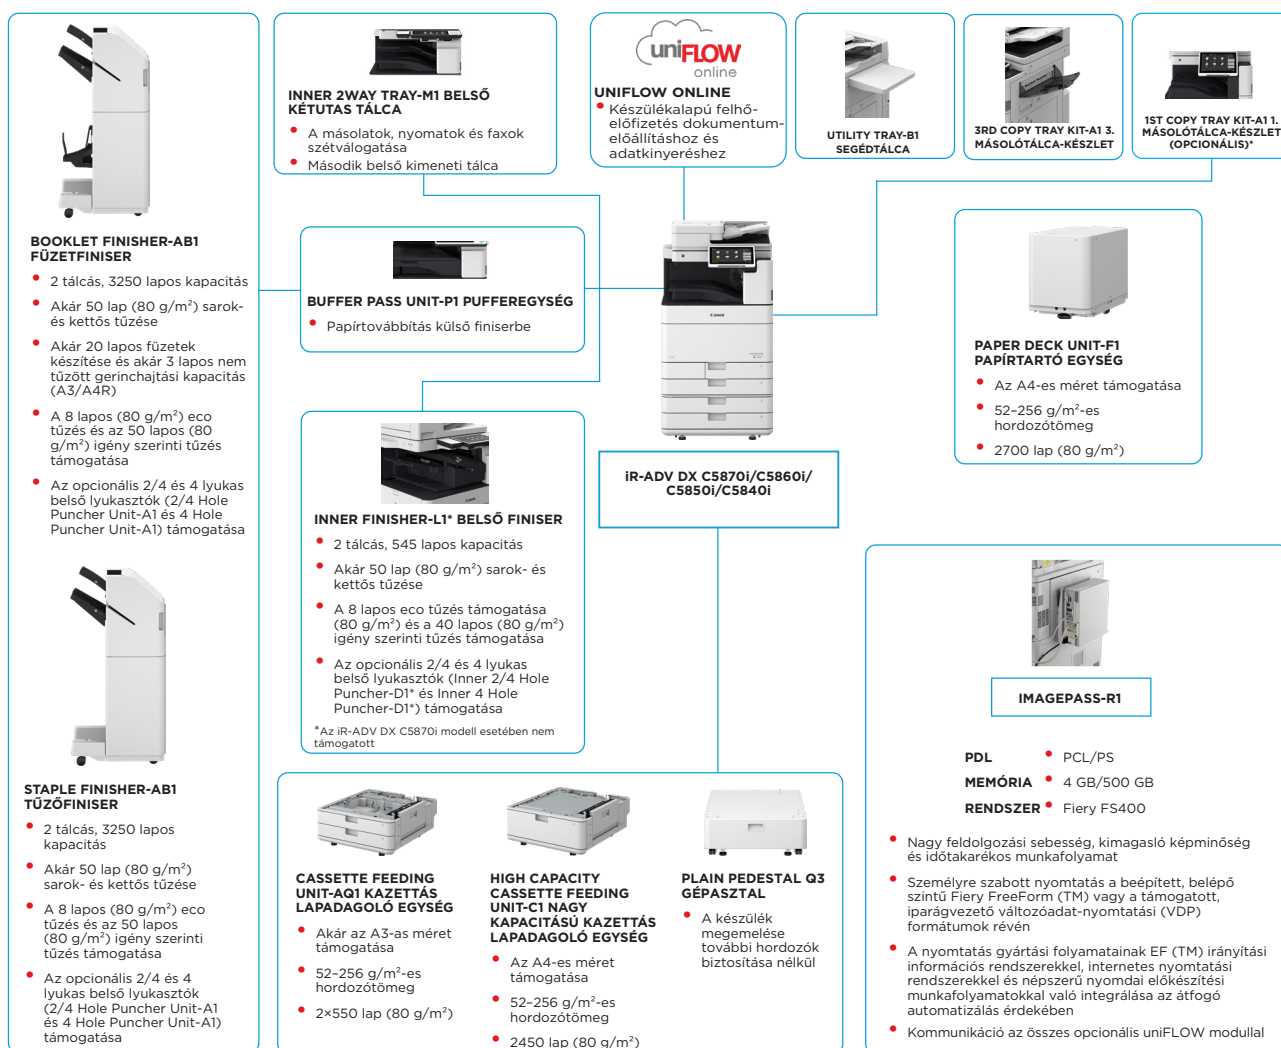 BOOKLET FINISHER-AB1
FÜZETFINISER
• 2 tálcás, 3250 lapos kapacitás
• Akár 50 lap (80 g/m²) sarok-
és kettős tűzése
• Akár 20 lapos füzetek
készítése és akár 3 lapos nem
tűzött gerinchajtási kapacitás
(A3/A4R)
• A 8 lapos (80 g/m²) eco
tűzés és az 50 lapos (80
g/m²) igény szerinti tűzés
támogatása
• Az opcionális 2/4 és 4 lyukas
belső lyukasztók (2/4 Hole
Puncher Unit-A1 és 4 Hole
Puncher Unit-A1) támogatása
STAPLE FINISHER-AB1
TŰZŐFINISER
• 2 tálcás, 3250 lapos
kapacitás
• Akár 50 lap (80 g/m²)
sarok- és kettős tűzése
• A 8 lapos (80 g/m²) eco
tűzés és az 50 lapos
(80 g/m²) igény szerinti
tűzés támogatása
• Az opcionális 2/4 és 4
lyukas belső lyukasztók
(2/4 Hole Puncher Unit-A1
és 4 Hole Puncher Unit-A1)
támogatása
INNER 2WAY TRAY-M1 BELSŐ
KÉTUTAS TÁLCA
• A másolatok, nyomatok és faxok
szétválogatása
• Második belső kimeneti tálca
BUFFER PASS UNIT-P1 PUFFEREGYSÉG
• Papírtovábbítás külső finiserbe
INNER FINISHER-L1* BELSŐ FINISER
• 2 tálcás, 545 lapos kapacitás
• Akár 50 lap (80 g/m²) sarok- és
kettős tűzése
• A 8 lapos eco tűzés támogatása
(80 g/m²) és a 40 lapos (80 g/m²)
igény szerinti tűzés támogatása
• Az opcionális 2/4 és 4 lyukas
belső lyukasztók (Inner 2/4 Hole
Puncher-D1* és Inner 4 Hole
Puncher-D1*) támogatása
*Az iR-ADV DX C5870i modell esetében nem
támogatott
uniFLOW
online
UNIFLOW ONLINE
• Készülékalapú felhő-
előfizetés dokumentum-
előállításhoz és
adatkinyeréshez
UTILITY TRAY-B1
SEGÉDTÁLCA
3RD COPY TRAY KIT-A1 3.
MÁSOLÓTÁLCA-KÉSZLET
1ST COPY TRAY KIT-A1 1.
MÁSOLÓTÁLCA-KÉSZLET
(OPCIONÁLIS)*
Canon
iR-ADV DX C5870i/C5860i/
C5850i/C5840i
PAPER DECK UNIT-F1
PAPÍRTARTÓ EGYSÉG
• Az A4-es méret támogatása
• 52–256 g/m²-es
hordozótömeg
• 2700 lap (80 g/m²)
CASSETTE FEEDING
UNIT-AQ1 KAZETTÁS
LAPADAGOLÓ EGYSÉG
• Akár az A3-as méret
támogatása
• 52–256 g/m²-es
hordozótömeg
• 2×550 lap (80 g/m²)
HIGH CAPACITY
CASSETTE FEEDING
UNIT-C1 NAGY
KAPACITÁSÚ KAZETTÁS
LAPADAGOLÓ EGYSÉG
• Az A4-es méret
támogatása
• 52–256 g/m²-es
hordozótömeg
• 2450 lap (80 g/m²)
PLAIN PEDESTAL Q3
GÉPASZTAL
• A készülék
megemelése
további hordozók
biztosítása nélkül
IMAGEPASS-R1
PDL • PCL/PS
MEMÓRIA • 4 GB/500 GB
RENDSZER • Fiery FS400
• Nagy feldolgozási sebesség, kimagasló képminőség
és időtakarékos munkafolyamat
• Személyre szabott nyomtatás a beépített, belépő
szintű Fiery FreeForm (TM) vagy a támogatott,
iparágvezető változóadat-nyomtatási (VDP)
formátumok révén
• A nyomtatás gyártási folyamatainak EF (TM) irányítási
információs rendszerekkel, internetes nyomtatási
rendszerekkel és népszerű nyomdai előkészítési
munkafolyamatokkal való integrálása az átfogó
automatizálás érdekében
• Kommunikáció az összes opcionális uniFLOW modullal